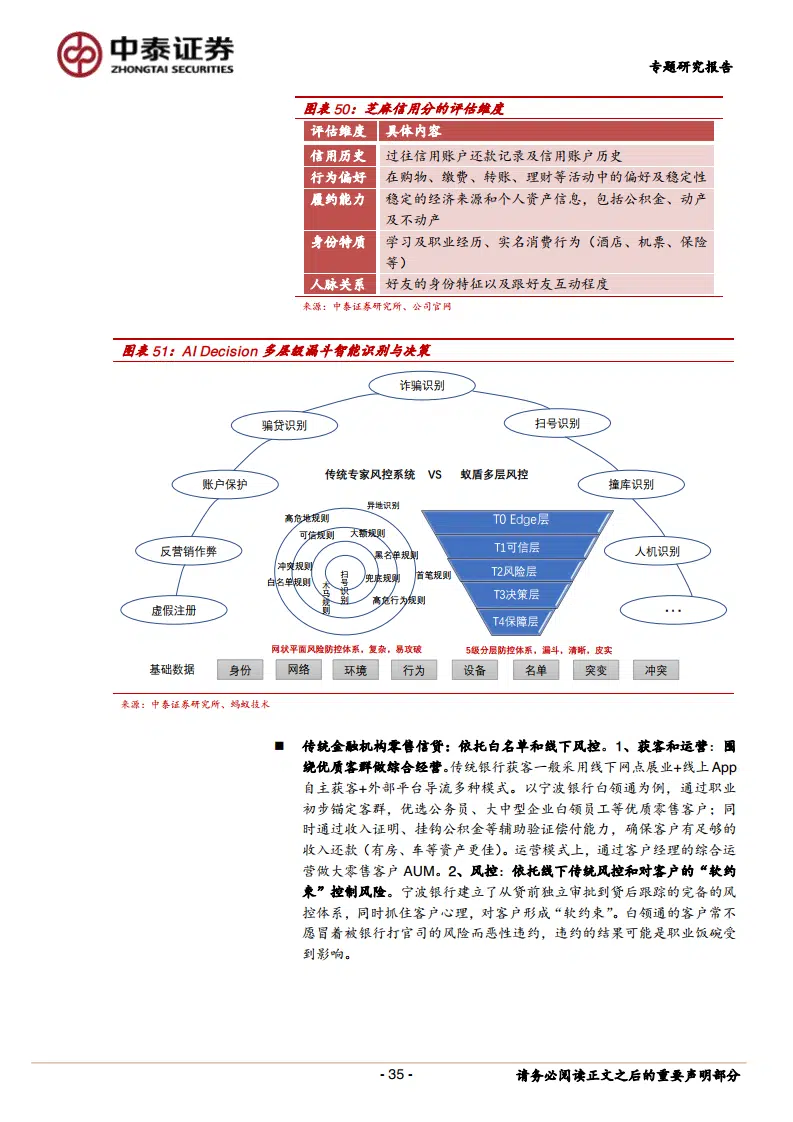 中泰证券
ZHONGTAI SECURITIES
专题研究报告
图表 50：芝麻信用分的评估维度
评估维度 具体内容
信用历史 过往信用账户还款记录及信用账户历史
行为偏好 在购物、缴费、转账、理财等活动中的偏好及稳定性
履约能力 稳定的经济来源和个人资产信息，包括公积金、动产
及不动产
身份特质 学习及职业经历、实名消费行为（酒店、机票、保险
等）
人脉关系 好友的身份特征以及跟好友互动程度
来源：中泰证券研究所、公司官网
图表 51：AI Decision 多层级漏斗智能识别与决策
诈骗识别
骗贷识别
扫号识别
账户保护
撞库识别
反营销作弊
人机识别
虚假注册
...
传统专家风控系统 VS 蚁盾多层风控
异地识别
高危地规则
可信规则
大额规则
黑名单规则
冲突规则
白名单规则
木马规则
扫号识别
兜底规则
首笔规则
高危行为规则
T0 Edge层
T1可信层
T2风险层
T3决策层
T4保障层
网状平面风险防控体系，复杂，易攻破
5级分层防控体系，漏斗，清晰，皮实
基础数据 身份 网络 环境 行为 设备 名单 突变 冲突
来源：中泰证券研究所、蚂蚁技术
■ 传统金融机构零售信贷：依托白名单和线下风控。1、获客和运营：围
绕优质客群做综合经营。传统银行获客一般采用线下网点展业+线上 App
自主获客+外部平台导流多种模式。以宁波银行白领通为例，通过职业
初步锚定客群，优选公务员、大中型企业白领员工等优质零售客户；同
时通过收入证明、挂钩公积金等辅助验证偿付能力，确保客户有足够的
收入还款（有房、车等资产更佳）。运营模式上，通过客户经理的综合运
营做大零售客户 AUM。2、风控：依托线下传统风控和对客户的“软约
束”控制风险。宁波银行建立了从贷前独立审批到贷后跟踪的完备的风
控体系，同时抓住客户心理，对客户形成“软约束”。白领通的客户常不
愿冒着被银行打官司的风险而恶性违约，违约的结果可能是职业饭碗受
到影响。
- 35 -
请务必阅读正文之后的重要声明部分